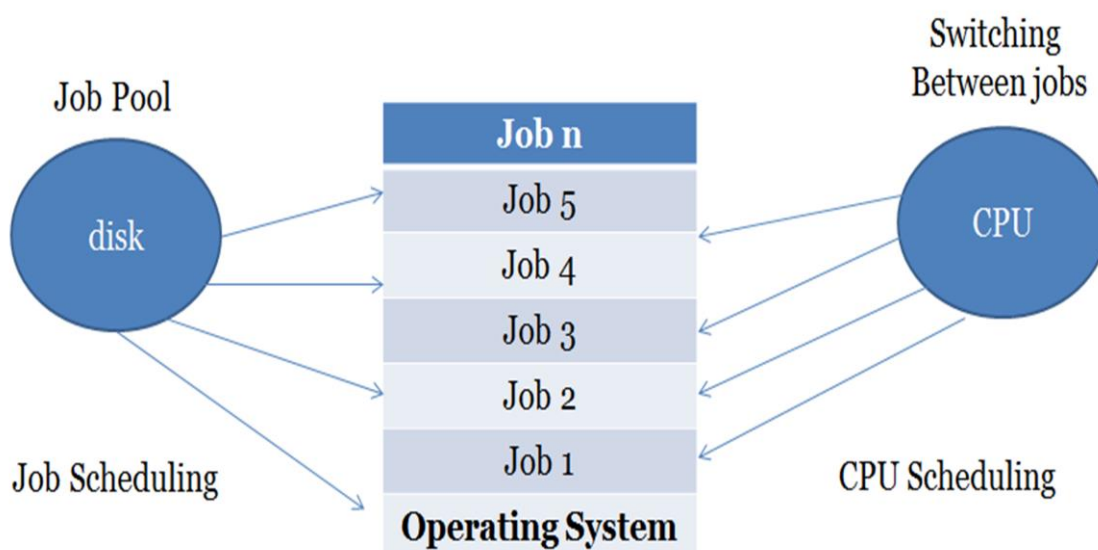 Job Pool
disk
Job Scheduling
Job n
Job 5
Job 4
Job 3
Job 2
Job 1
Operating System
Switching
Between jobs
CPU
CPU Scheduling